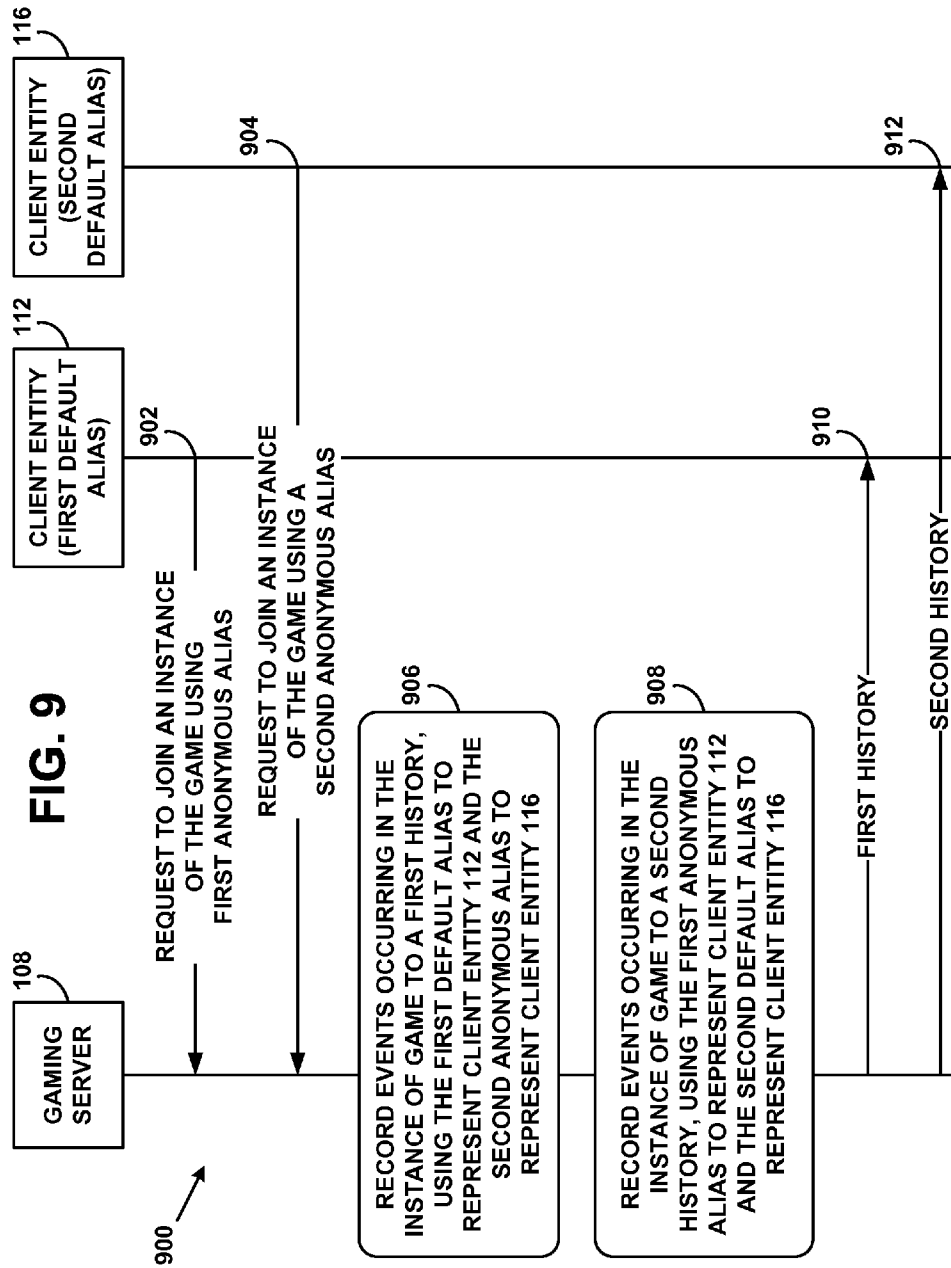 FIG. 9
900
108
GAMING
SERVER
112
CLIENT ENTITY
(FIRST DEFAULT
ALIAS)
116
CLIENT ENTITY
(SECOND
DEFAULT ALIAS)
902
REQUEST TO JOIN AN INSTANCE
OF THE GAME USING
FIRST ANONYMOUS ALIAS
904
REQUEST TO JOIN AN INSTANCE
OF THE GAME USING A
SECOND ANONYMOUS ALIAS
906
RECORD EVENTS OCCURRING IN THE
INSTANCE OF GAME TO A FIRST HISTORY,
USING THE FIRST DEFAULT ALIAS TO
REPRESENT CLIENT ENTITY 112 AND THE
SECOND ANONYMOUS ALIAS TO
REPRESENT CLIENT ENTITY 116
908
RECORD EVENTS OCCURRING IN THE
INSTANCE OF GAME TO A SECOND
HISTORY, USING THE FIRST ANONYMOUS
ALIAS TO REPRESENT CLIENT ENTITY 112
AND THE SECOND DEFAULT ALIAS TO
REPRESENT CLIENT ENTITY 116
910
FIRST HISTORY
912
SECOND HISTORY